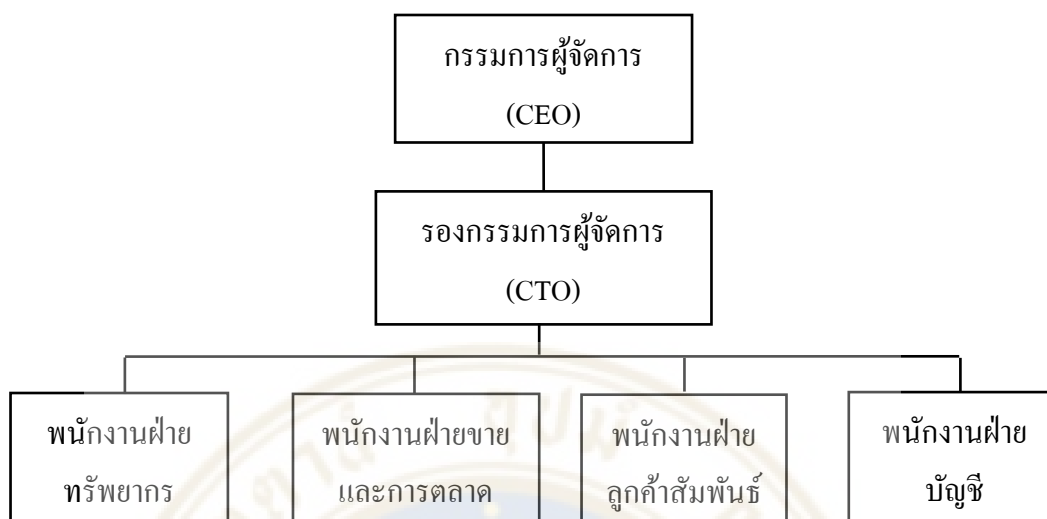 กรรมการผู้จัดการ
(CEO)
รองกรรมการผู้จัดการ
(CTO)
พนักงานฝ่าย
ทรัพยากร
พนักงานฝ่ายขาย
และการตลาด
พนักงานฝ่าย
ลูกค้าสัมพันธ์
พนักงานฝ่าย
บัญชี